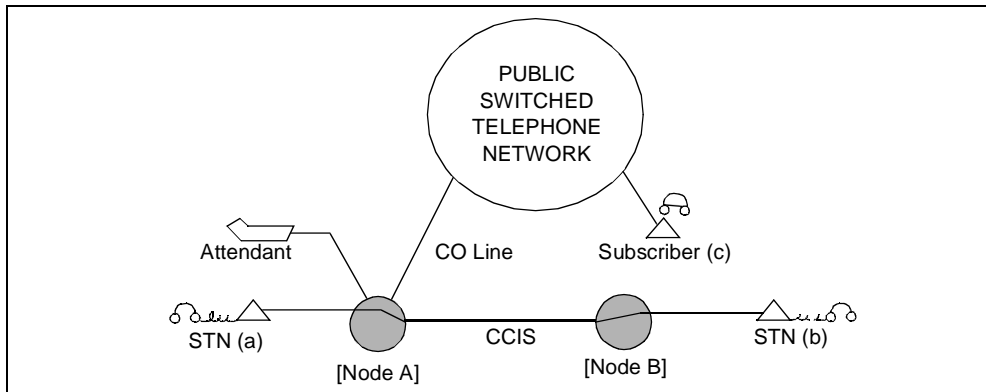 PUBLIC
SWITCHED
TELEPHONE
NETWORK
Attendant
CO Line
Subscriber (c)
STN (a)
CCIS
STN (b)
[Node A]
[Node B]